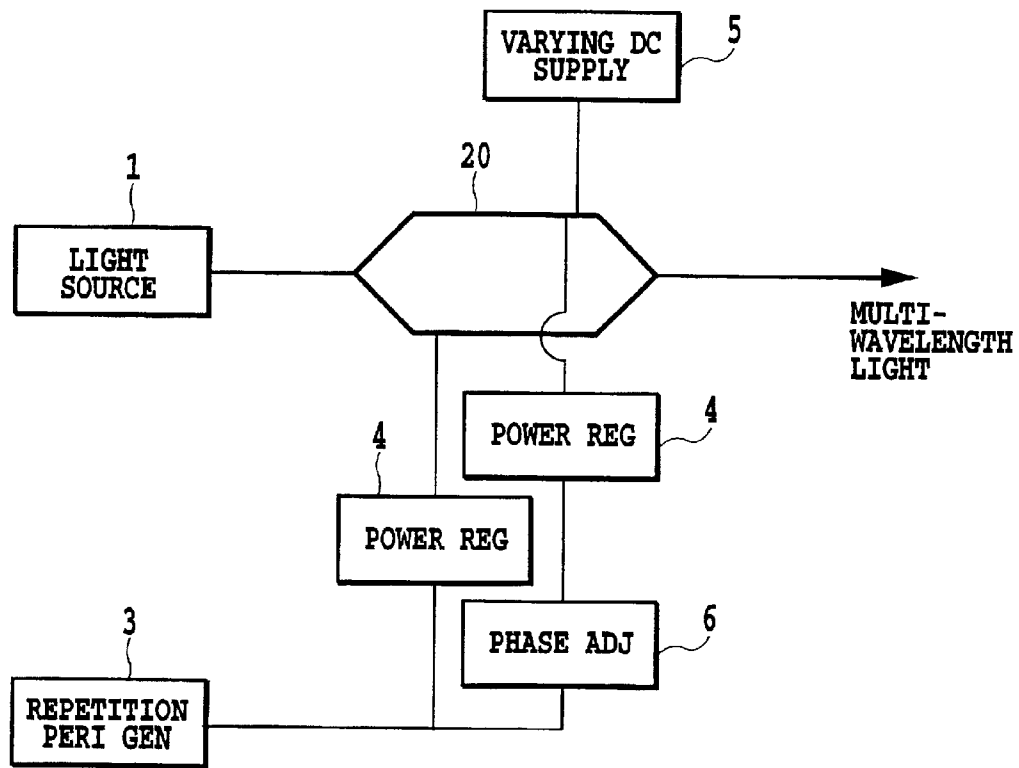 VARYING DC
SUPPLY
5
20
1
LIGHT
SOURCE
MULTI-
WAVELENGTH
LIGHT
POWER REG
4
4
POWER REG
PHASE ADJ
6
3
REPETITION
PERI GEN